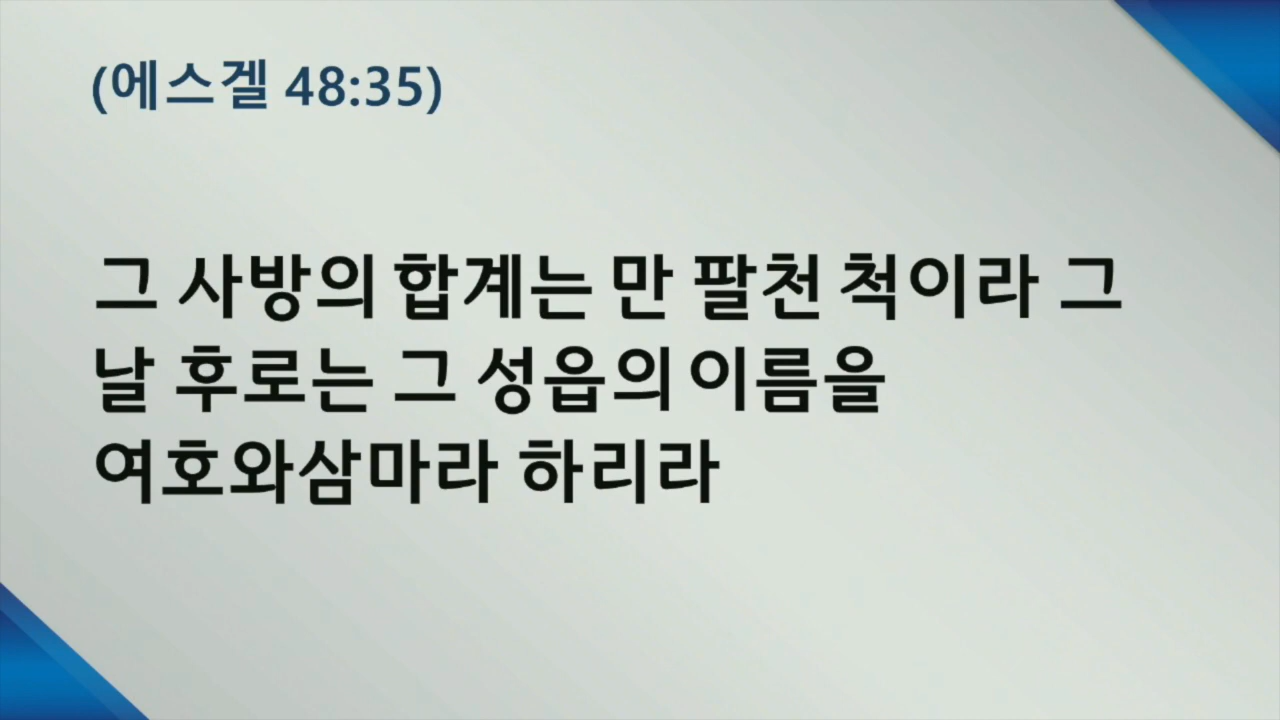 (에스겔 48:35)
그 사방의 합계는 만 팔천 척이라 그
날 후로는 그 성읍의 이름을
여호와삼마라 하리라